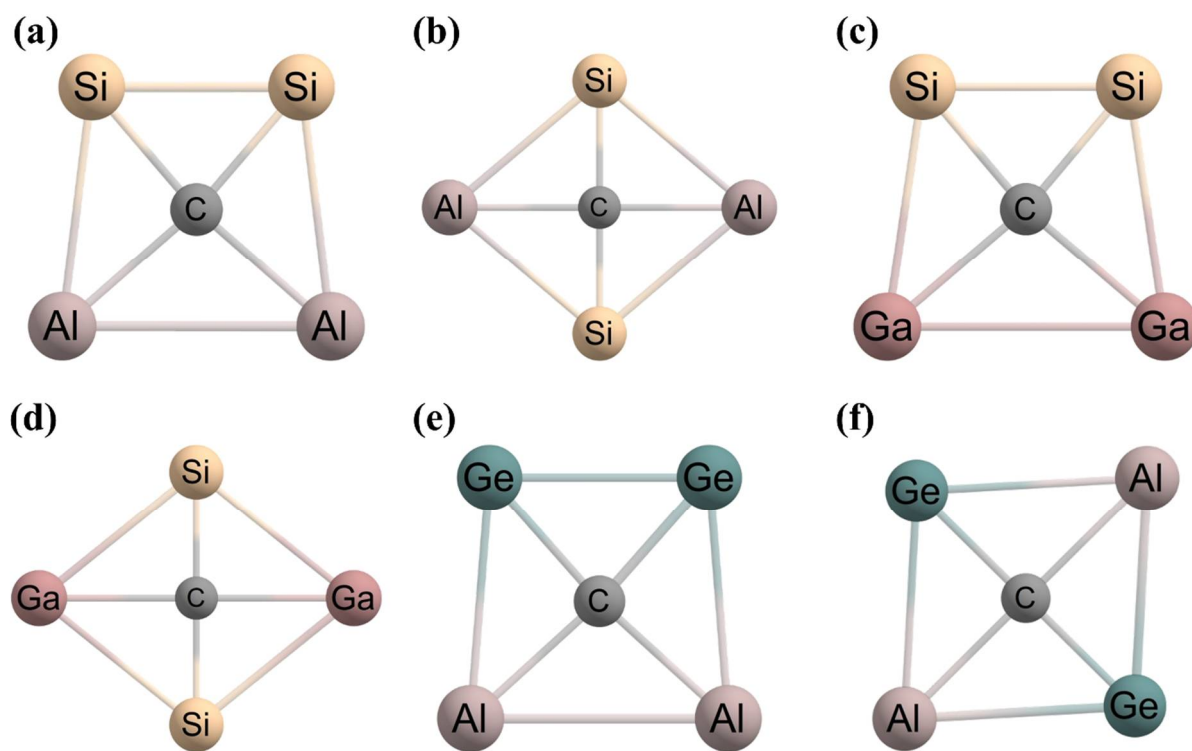 (a)
Si Si
C
Al Al
(b)
Si
Al C Al
Si
(c)
Si Si
C
Ga Ga
(d)
Si
Ga C Ga
Si
(e)
Ge Ge
C
Al Al
(f)
Ge Al
C
Al Ge